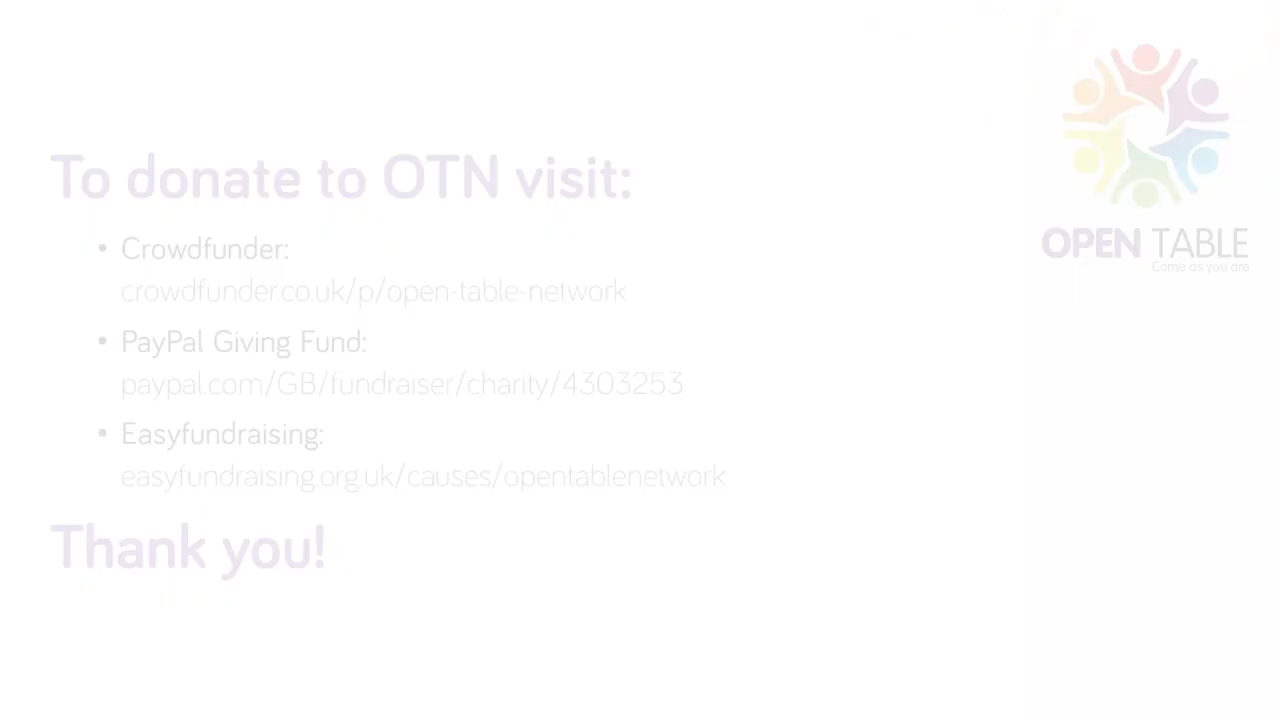 To donate to OTN visit:
• Crowdfunder:
crowdfunder.co.uk/p/open-table-network
• PayPal Giving Fund:
paypal.com/GB/fundraiser/charity/4303253
• Easyfundraising:
easyfundraising.org.uk/causes/opentablenetwork
Thank you!
OPEN TABLE
Come as you are